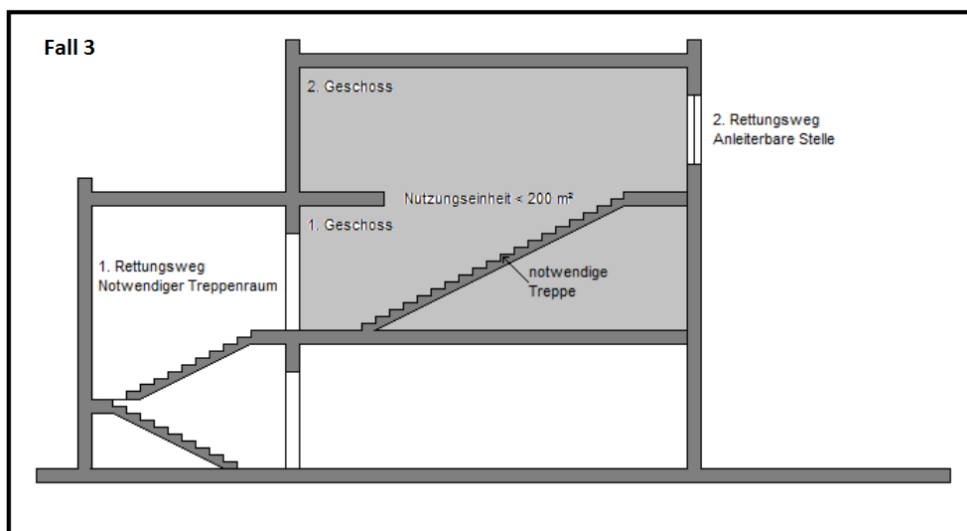 Fall 3
2. Geschoss
2. Rettungsweg
Anleiterbare Stelle
Nutzungseinheit < 200 m²
1. Geschoss
1. Rettungsweg
Notwendiger Treppenraum
notwendige
Treppe